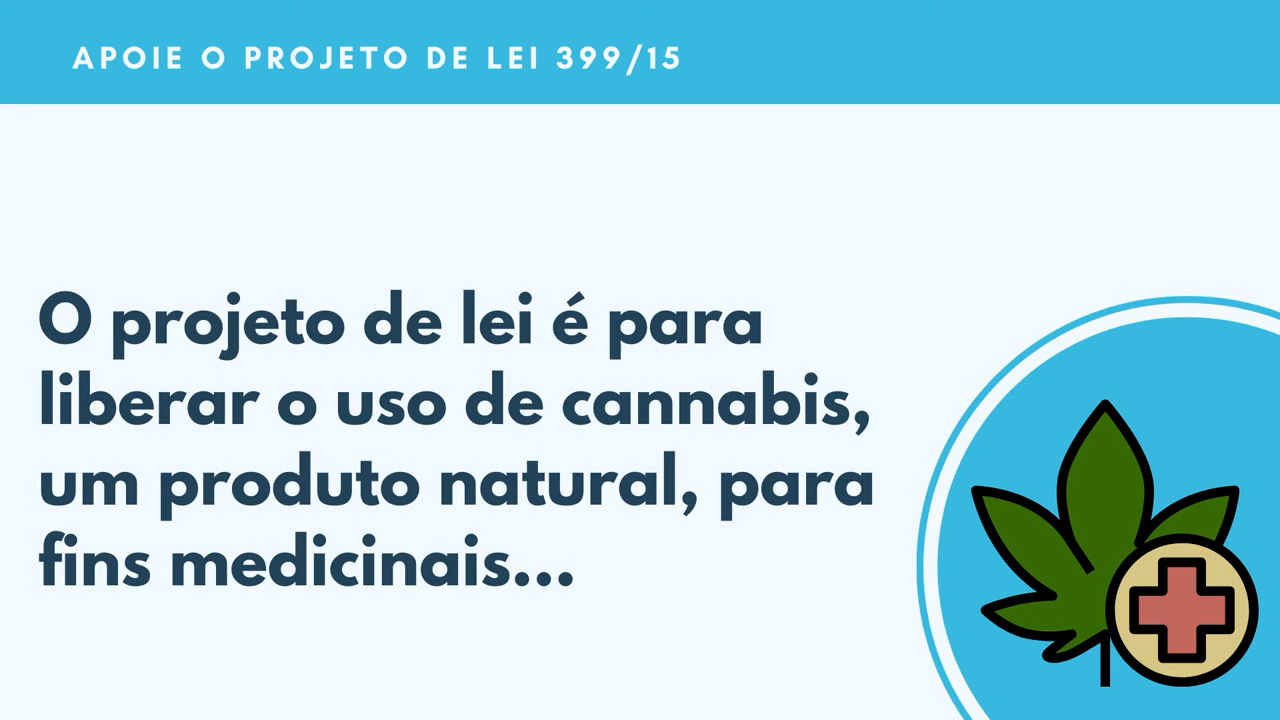 APOIE O PROJETO DE LEI 399/15
O projeto de lei é para
liberar o uso de cannabis,
um produto natural, para
fins medicinais...